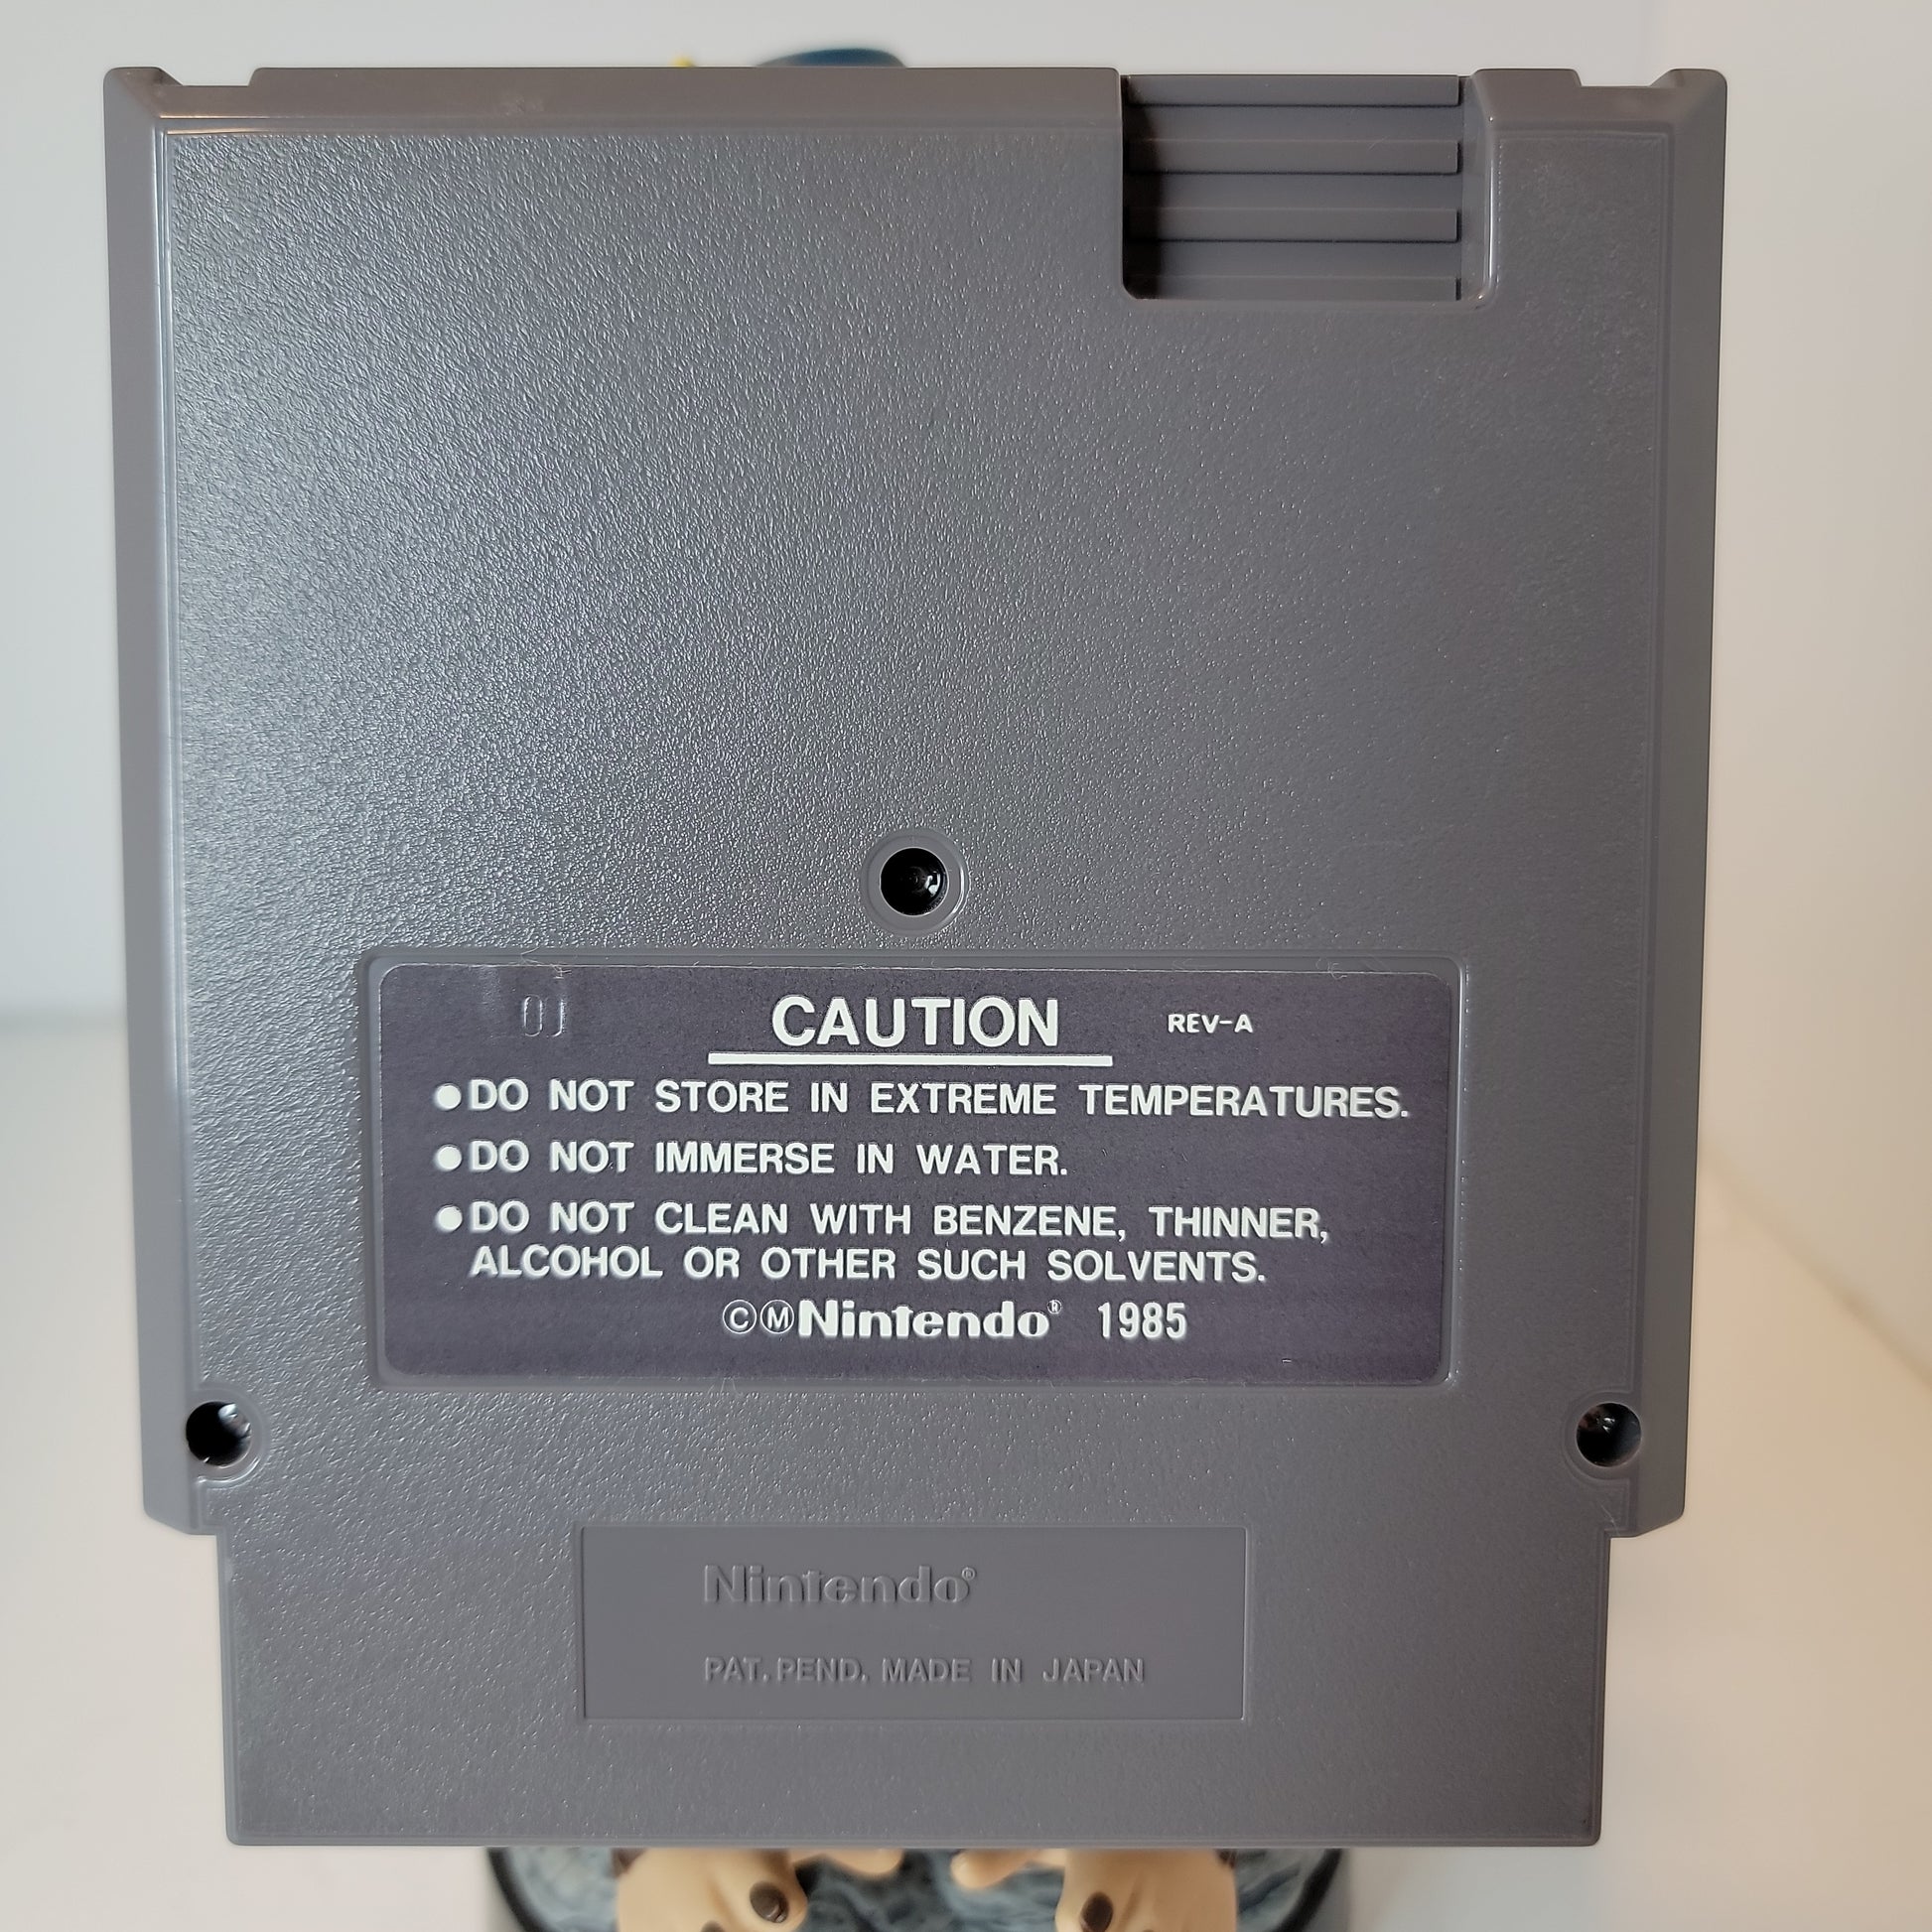 01
CAUTION REV-A
●DO NOT STORE IN EXTREME TEMPERATURES.
●DO NOT IMMERSE IN WATER.
●DO NOT CLEAN WITH BENZENE, THINNER,
ALCOHOL OR OTHER SUCH SOLVENTS.
©ⓂNintendo® 1985
Nintendo®
PAT. PEND. MADE IN JAPAN